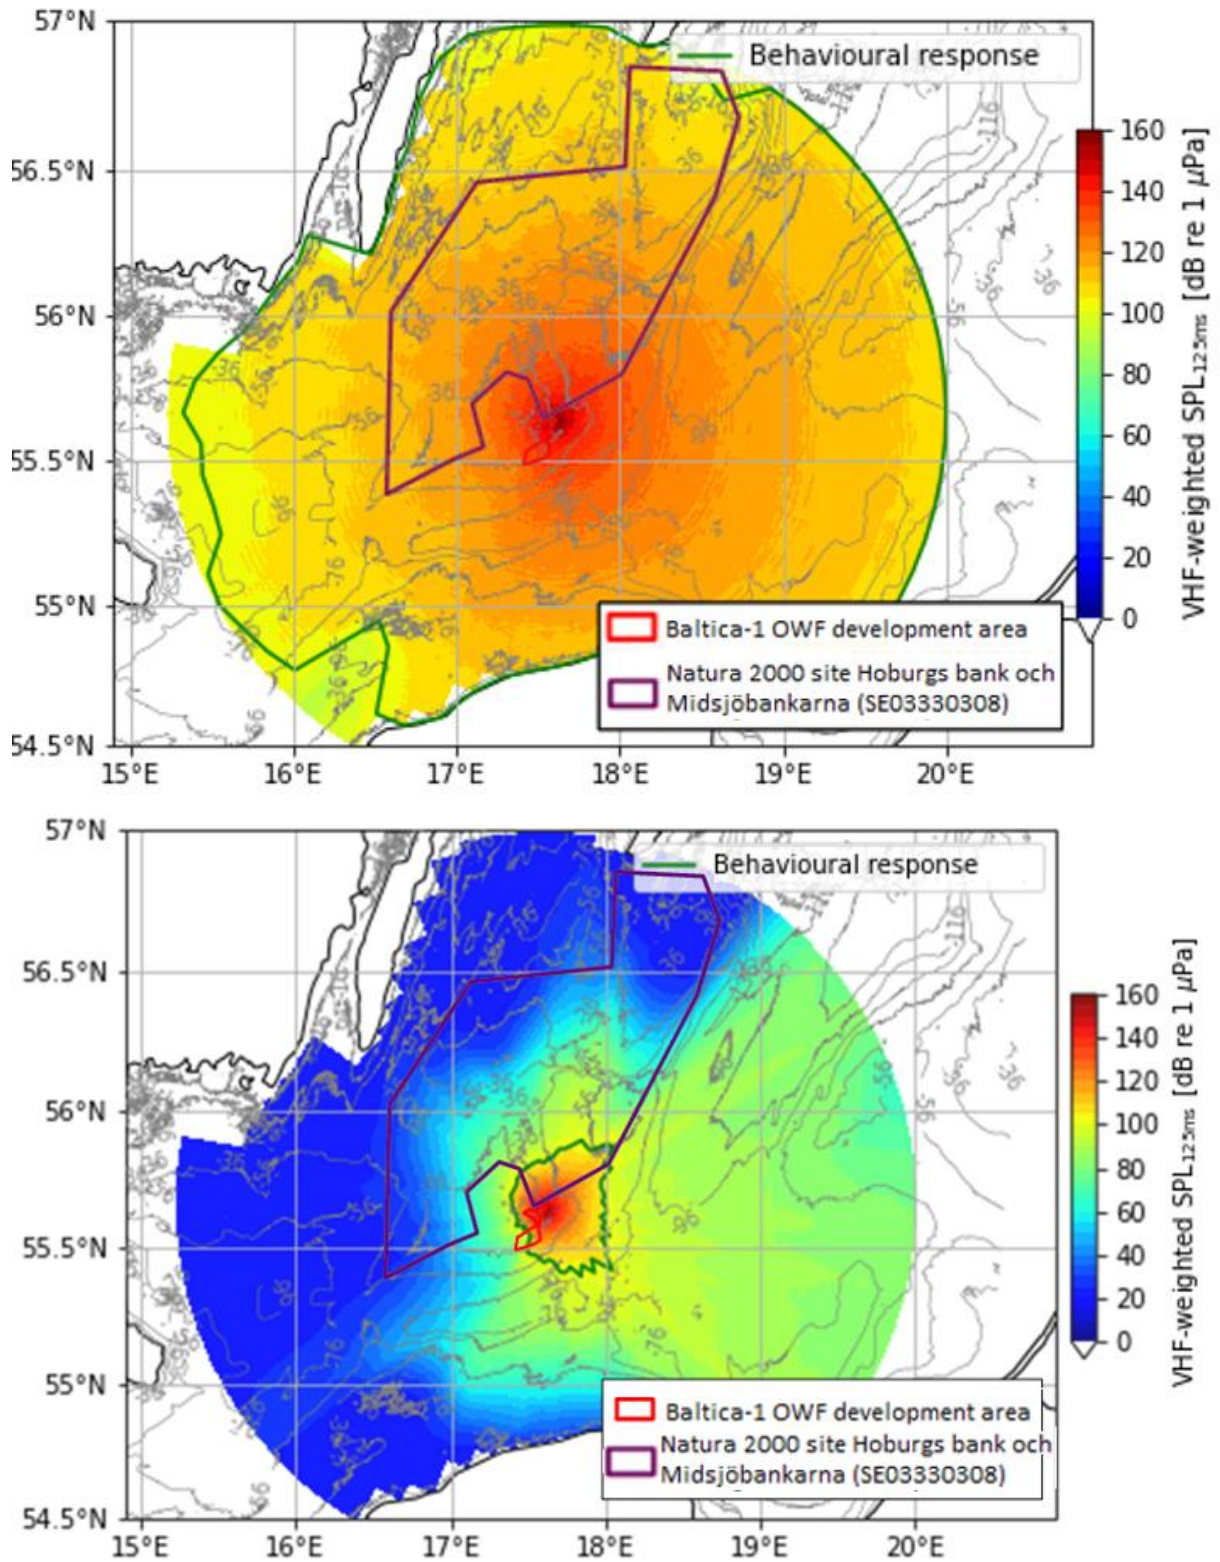 57°N
Behavioural response
56.5°N
56°N
55.5°N
55°N
54.5°N
15°E 16°E 17°E 18°E 19°E 20°E
160
140
120
100
80
60
40
20
0
VHF-weighted SPL125ms [dB re 1 µPa]
Baltica-1 OWF development area
Natura 2000 site Hoburgs bank och
Midsjöbankarna (SE03330308)
57°N
Behavioural response
56.5°N
56°N
55.5°N
55°N
54.5°N
15°E 16°E 17°E 18°E 19°E 20°E
160
140
120
100
80
60
40
20
0
VHF-weighted SPL125ms [dB re 1 µPa]
Baltica-1 OWF development area
Natura 2000 site Hoburgs bank och
Midsjöbankarna (SE03330308)